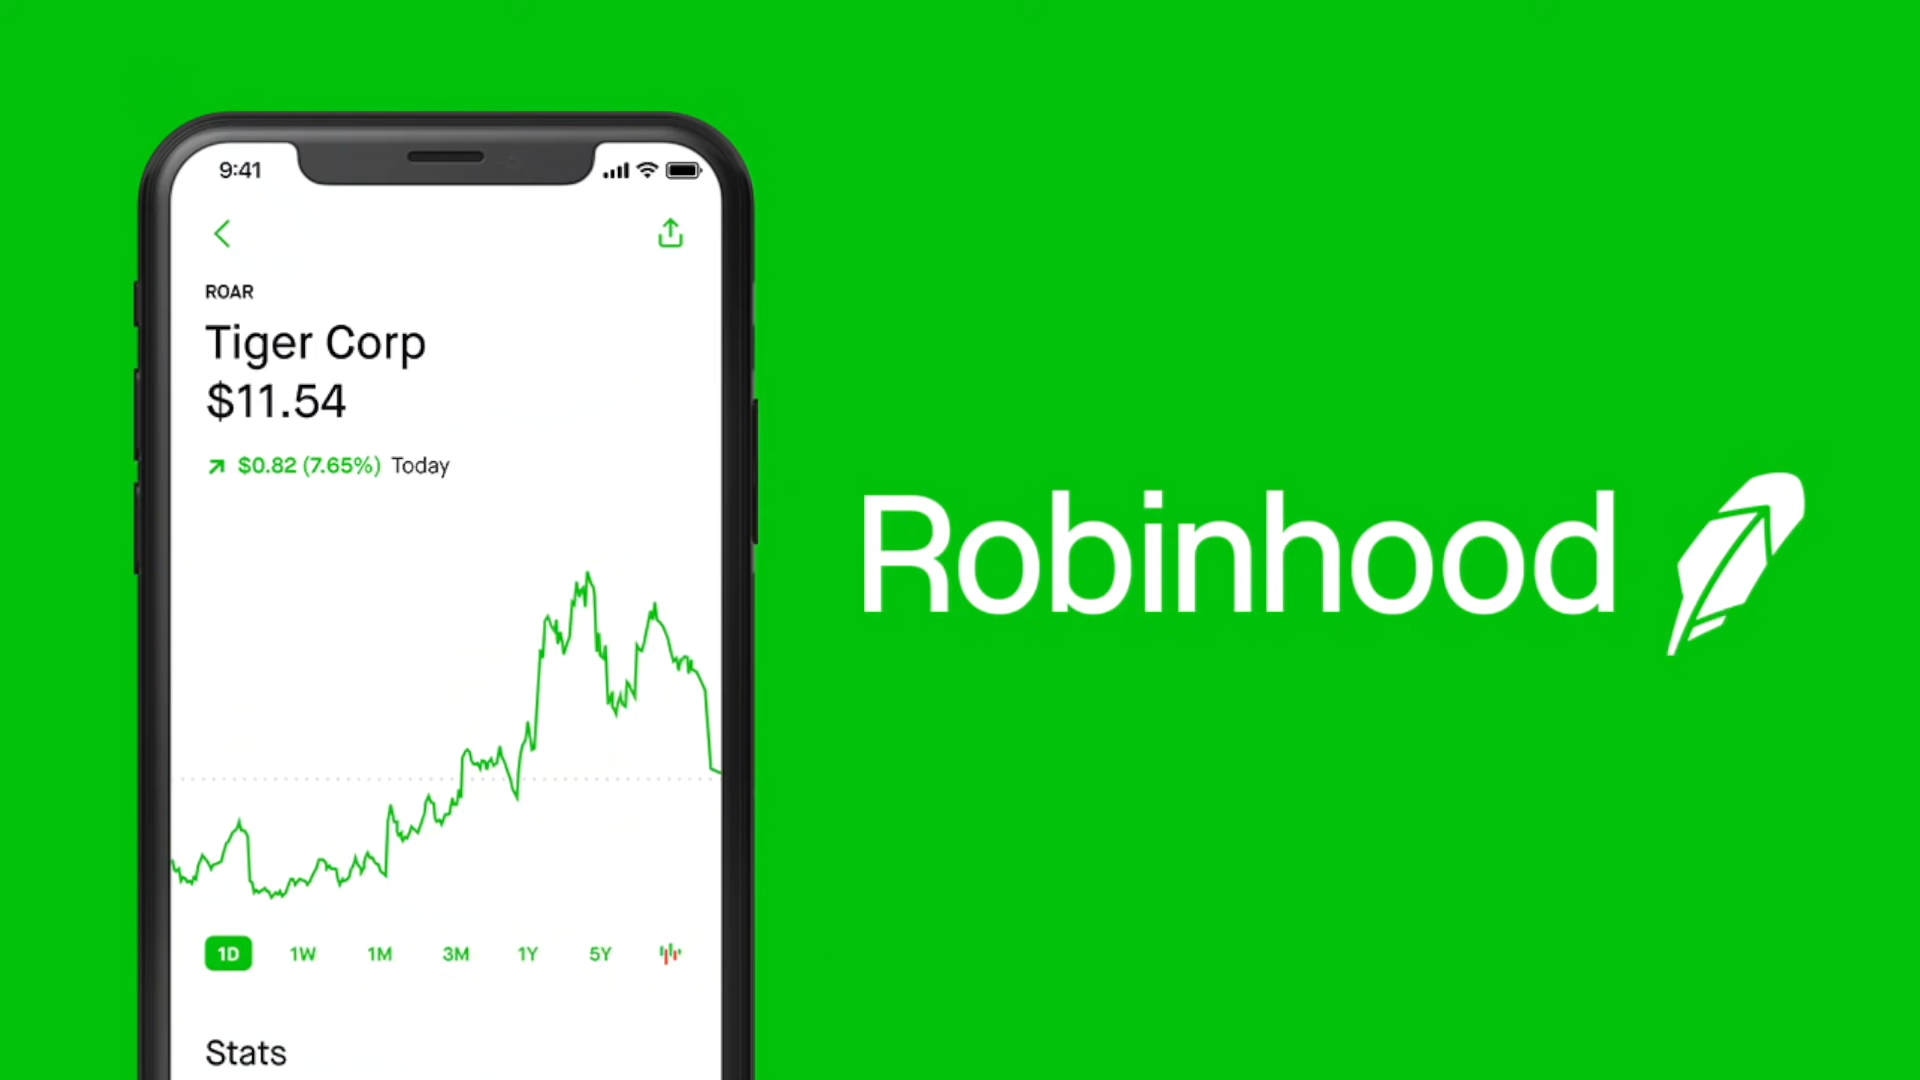 9:41
ROAR
Tiger Corp
$11.54
$0.82 (7.65%) Today
1D 1W 1M 3M 1Y 5Y
Stats
Robinhood